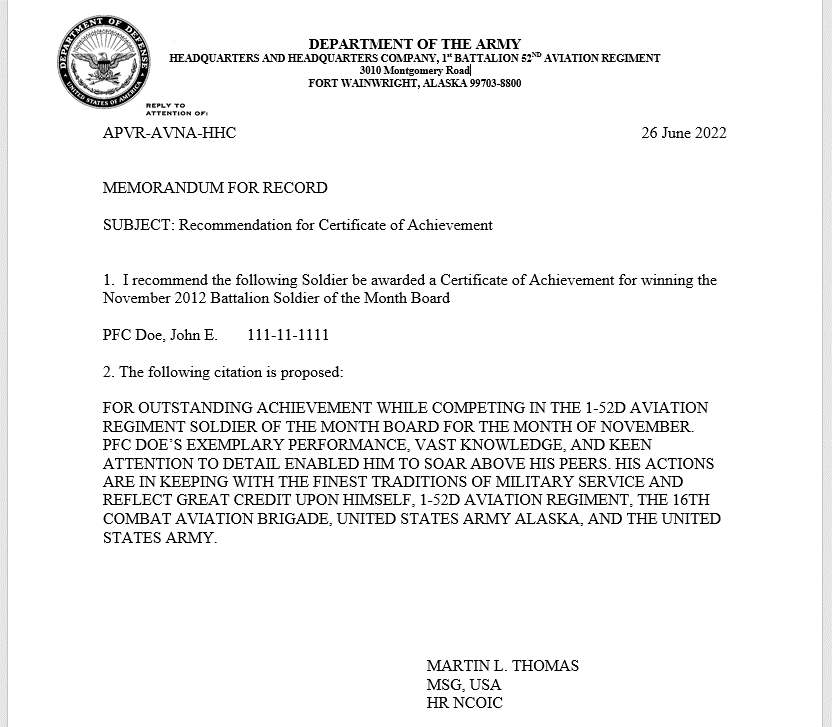 DEPARTMENT OF DEFENSE
UNITED STATES OF AMERICA
DEPARTMENT OF THE ARMY
HEADQUARTERS AND HEADQUARTERS COMPANY, 1st BATTALION 52ND AVIATION REGIMENT
3010 Montgomery Road
FORT WAINWRIGHT, ALASKA 99703-8800
REPLY TO
ATTENTION OF:
APVR-AVNA-HHC 26 June 2022
MEMORANDUM FOR RECORD
SUBJECT: Recommendation for Certificate of Achievement
1. I recommend the following Soldier be awarded a Certificate of Achievement for winning the
November 2012 Battalion Soldier of the Month Board
PFC Doe, John E. 111-11-1111
2. The following citation is proposed:
FOR OUTSTANDING ACHIEVEMENT WHILE COMPETING IN THE 1-52D AVIATION
REGIMENT SOLDIER OF THE MONTH BOARD FOR THE MONTH OF NOVEMBER.
PFC DOE’S EXEMPLARY PERFORMANCE, VAST KNOWLEDGE, AND KEEN
ATTENTION TO DETAIL ENABLED HIM TO SOAR ABOVE HIS PEERS. HIS ACTIONS
ARE IN KEEPING WITH THE FINEST TRADITIONS OF MILITARY SERVICE AND
REFLECT GREAT CREDIT UPON HIMSELF, 1-52D AVIATION REGIMENT, THE 16TH
COMBAT AVIATION BRIGADE, UNITED STATES ARMY ALASKA, AND THE UNITED
STATES ARMY.
MARTIN L. THOMAS
MSG, USA
HR NCOIC